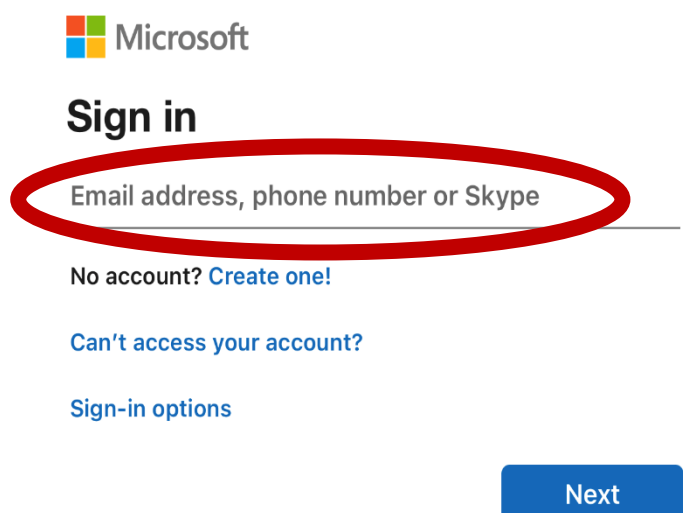 Microsoft
Sign in
Email address, phone number or Skype
No account? Create one!
Can't access your account?
Sign-in options
Next